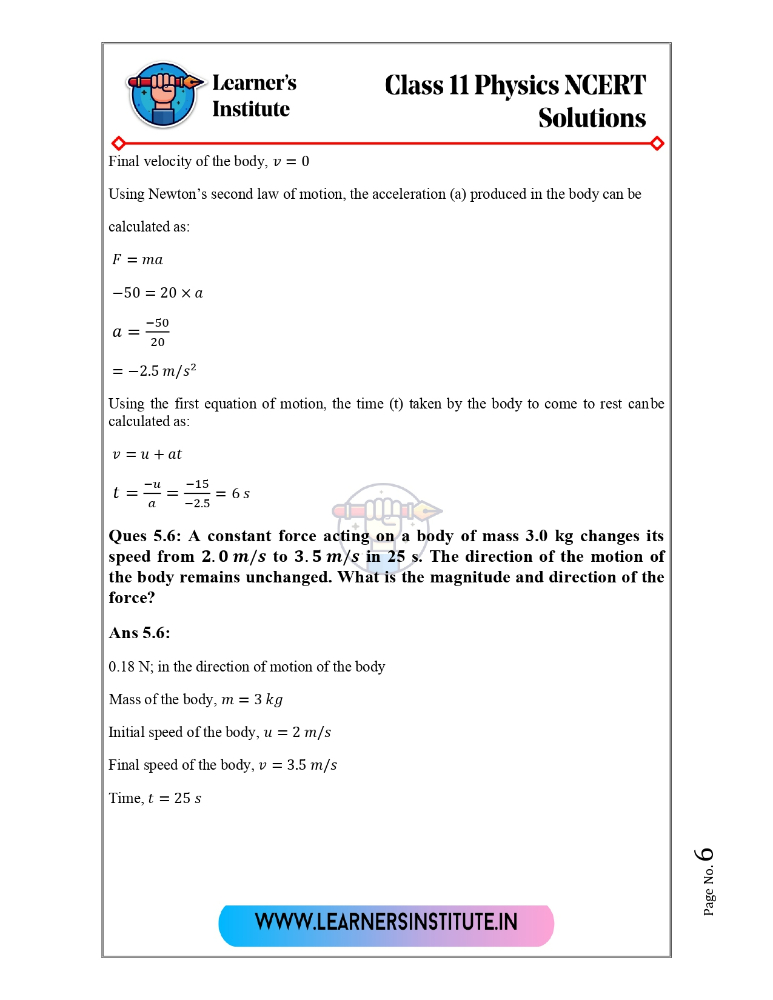 Learner's
Institute
Class 11 Physics NCERT
Solutions
Final velocity of the body, v = 0
Using Newton's second law of motion, the acceleration (a) produced in the body can be
calculated as:
F = ma
−50 = 20 × a
a = −50/20
= −2.5 m/s²
Using the first equation of motion, the time (t) taken by the body to come to rest canbe
calculated as:
v = u + at
t = −u/a = −15/−2.5 = 6 s
Ques 5.6: A constant force acting on a body of mass 3.0 kg changes its
speed from 2.0 m/s to 3.5 m/s in 25 s. The direction of the motion of
the body remains unchanged. What is the magnitude and direction of the
force?
Ans 5.6:
0.18 N; in the direction of motion of the body
Mass of the body, m = 3 kg
Initial speed of the body, u = 2 m/s
Final speed of the body, v = 3.5 m/s
Time, t = 25 s
Page No. 6
WWW.LEARNERSINSTITUTE.IN